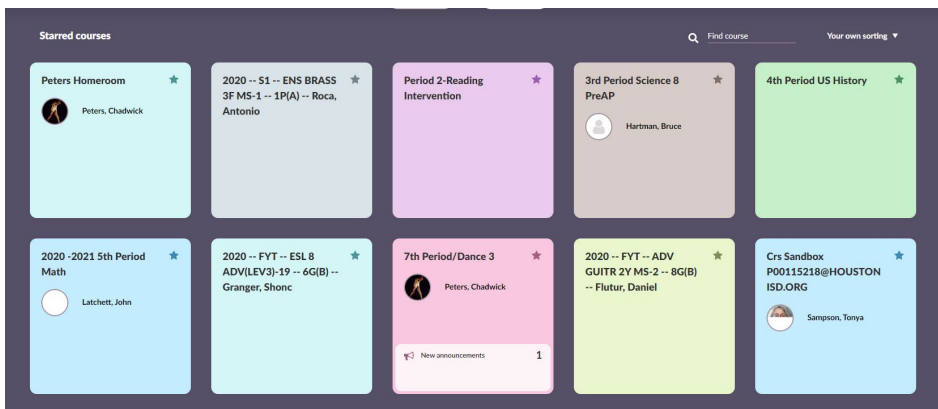 Starred courses
Find course
Your own sorting ▼
Peters Homeroom
Peters, Chadwick
2020 -- S1 -- ENS BRASS
3F MS-1 -- 1P(A) -- Roca,
Antonio
Period 2-Reading
Intervention
3rd Period Science 8
PreAP
Hartman, Bruce
4th Period US History
2020 -2021 5th Period
Math
Latchett, John
2020 -- FYT -- ESL 8
ADV(LEV3)-19 -- 6G(B) --
Granger, Shonc
7th Period/Dance 3
Peters, Chadwick
New announcements
1
2020 -- FYT -- ADV
GUITR 2Y MS-2 -- 8G(B)
-- Flutur, Daniel
Crs Sandbox
P00115218@HOUSTON
ISD.ORG
Sampson, Tonya